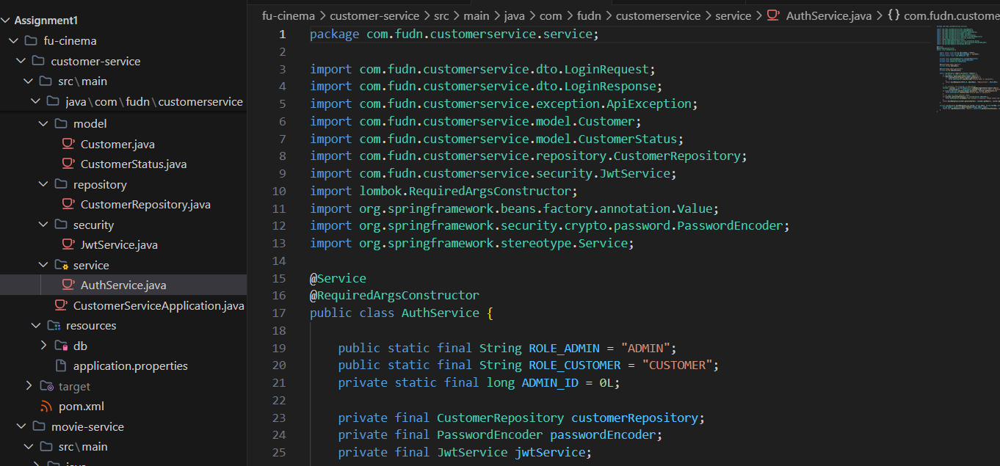 Assignment1
fu-cinema
customer-service
src\main
java\com\fudn\customerservice
model
Customer.java
CustomerStatus.java
repository
CustomerRepository.java
security
JwtService.java
service
AuthService.java
CustomerServiceApplication.java
resources
db
application.properties
target
pom.xml
movie-service
src\main
fu-cinema > customer-service > src > main > java > com > fudn > customerservice > service > AuthService.java > {} com.fudn.custome
1 package com.fudn.customerservice.service;
2
3 import com.fudn.customerservice.dto.LoginRequest;
4 import com.fudn.customerservice.dto.LoginResponse;
5 import com.fudn.customerservice.exception.ApiException;
6 import com.fudn.customerservice.model.Customer;
7 import com.fudn.customerservice.model.CustomerStatus;
8 import com.fudn.customerservice.repository.CustomerRepository;
9 import com.fudn.customerservice.security.JwtService;
10 import lombok.RequiredArgsConstructor;
11 import org.springframework.beans.factory.annotation.Value;
12 import org.springframework.security.crypto.password.PasswordEncoder;
13 import org.springframework.stereotype.Service;
14
15 @Service
16 @RequiredArgsConstructor
17 public class AuthService {
18
19 public static final String ROLE_ADMIN = "ADMIN";
20 public static final String ROLE_CUSTOMER = "CUSTOMER";
21 private static final long ADMIN_ID = 0L;
22
23 private final CustomerRepository customerRepository;
24 private final PasswordEncoder passwordEncoder;
25 private final JwtService jwtService;